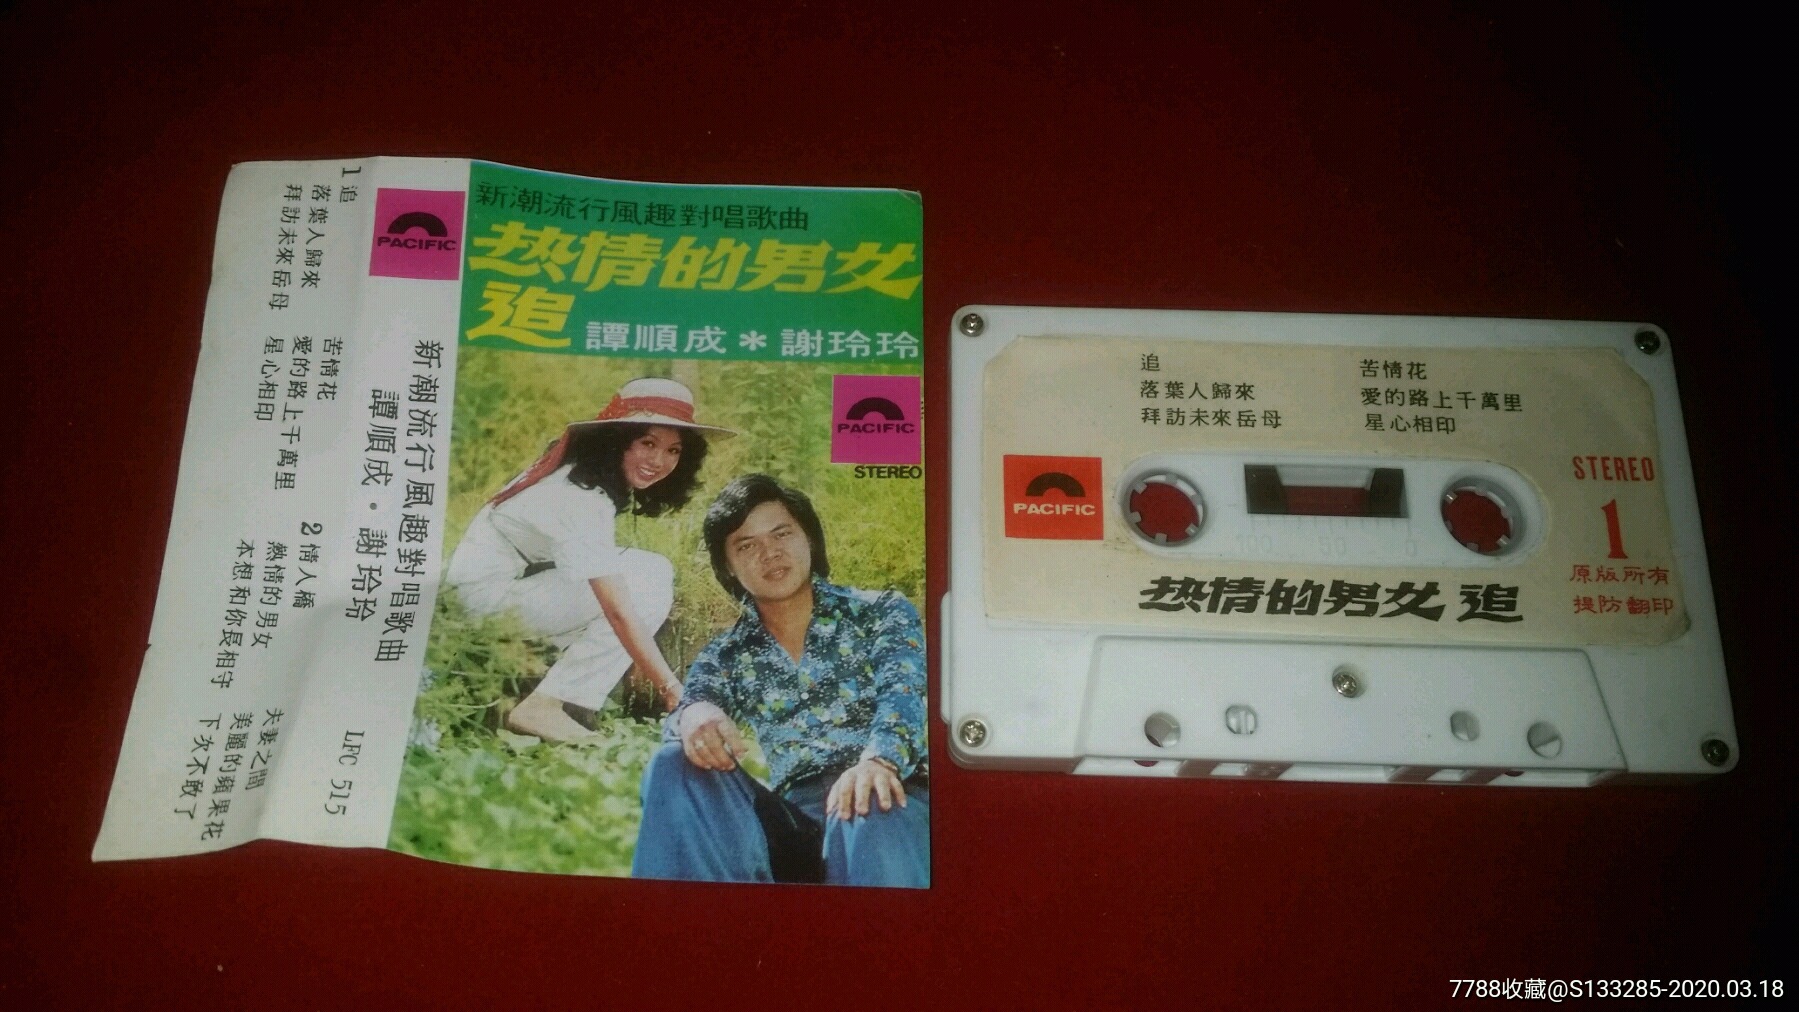 1 追
落葉人歸來
拜訪未來岳母
苦情花
愛的路上千萬里
星心相印
2 情人橋
熱情的男女
本想和你長相守
夫妻之間
美麗的蘋果花
下次不敢了
PACIFIC
新潮流行風趣對唱歌曲
譚順成·謝玲玲
LFC 515
新潮流行風趣對唱歌曲
热情的男女
追
譚順成*謝玲玲
PACIFIC
STEREO
追
落葉人歸來
拜訪未來岳母
苦情花
愛的路上千萬里
星心相印
PACIFIC
100 50 0
STEREO
1
原版所有
提防翻印
热情的男女 追
7788收藏@S133285-2020.03.18